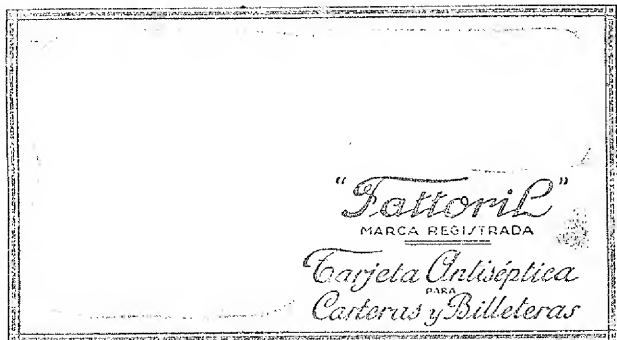 "Fattoril"
MARCA REGISTRADA
Tarjeta Antiséptica
PARA
Carteras y Billeteras